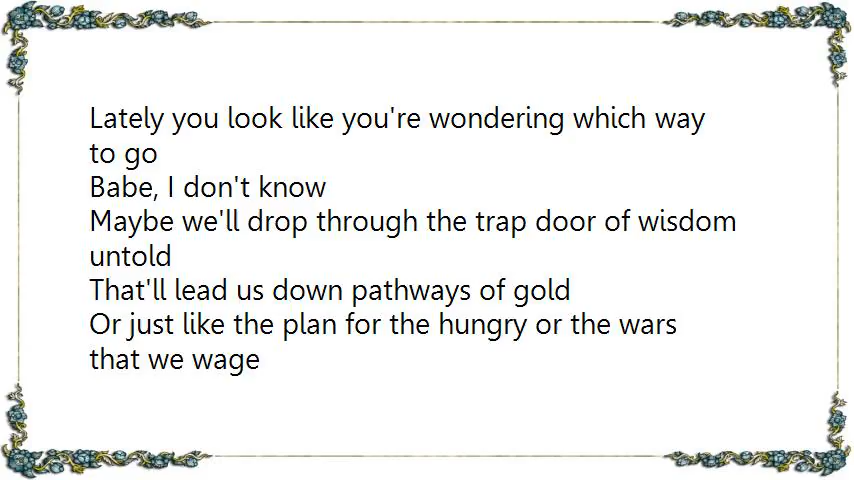 Lately you look like you're wondering which way
to go
Babe, I don't know
Maybe we'll drop through the trap door of wisdom
untold
That'll lead us down pathways of gold
Or just like the plan for the hungry or the wars
that we wage